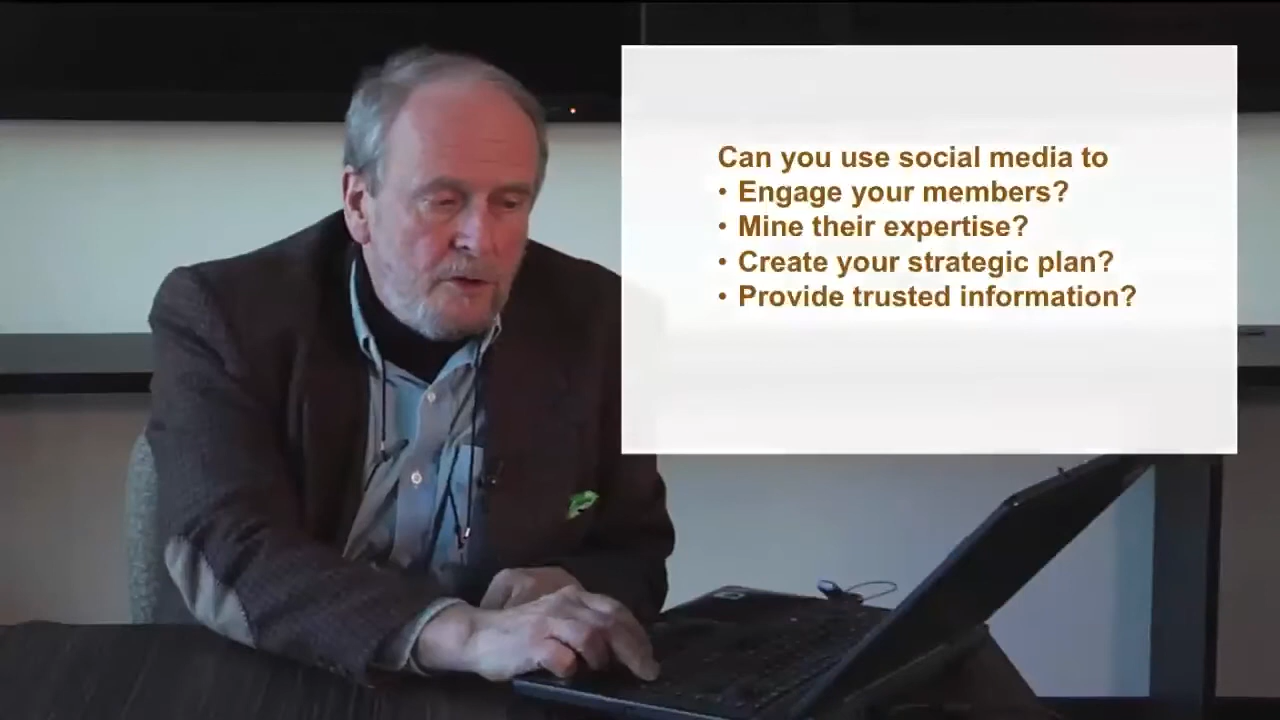 Can you use social media to
• Engage your members?
• Mine their expertise?
• Create your strategic plan?
• Provide trusted information?